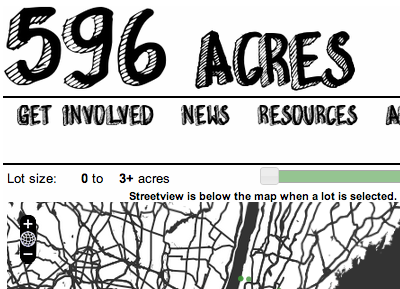 596 ACRES
GET INVOLVED NEWS RESOURCES
Lot size: 0 to 3+ acres
Streetview is below the map when a lot is selected.
+
−